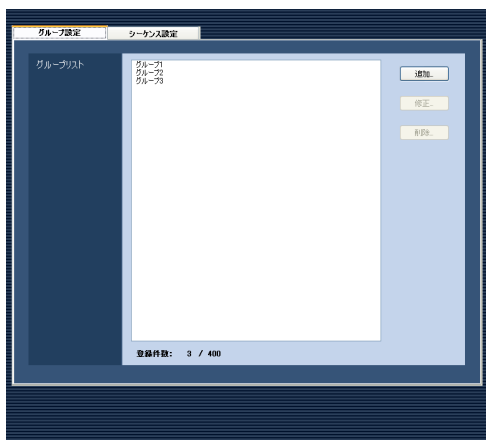 グループ設定
シーケンス設定
グループリスト
グループ1
グループ2
グループ3
追加...
修正...
削除...
登録件数: 3 / 400